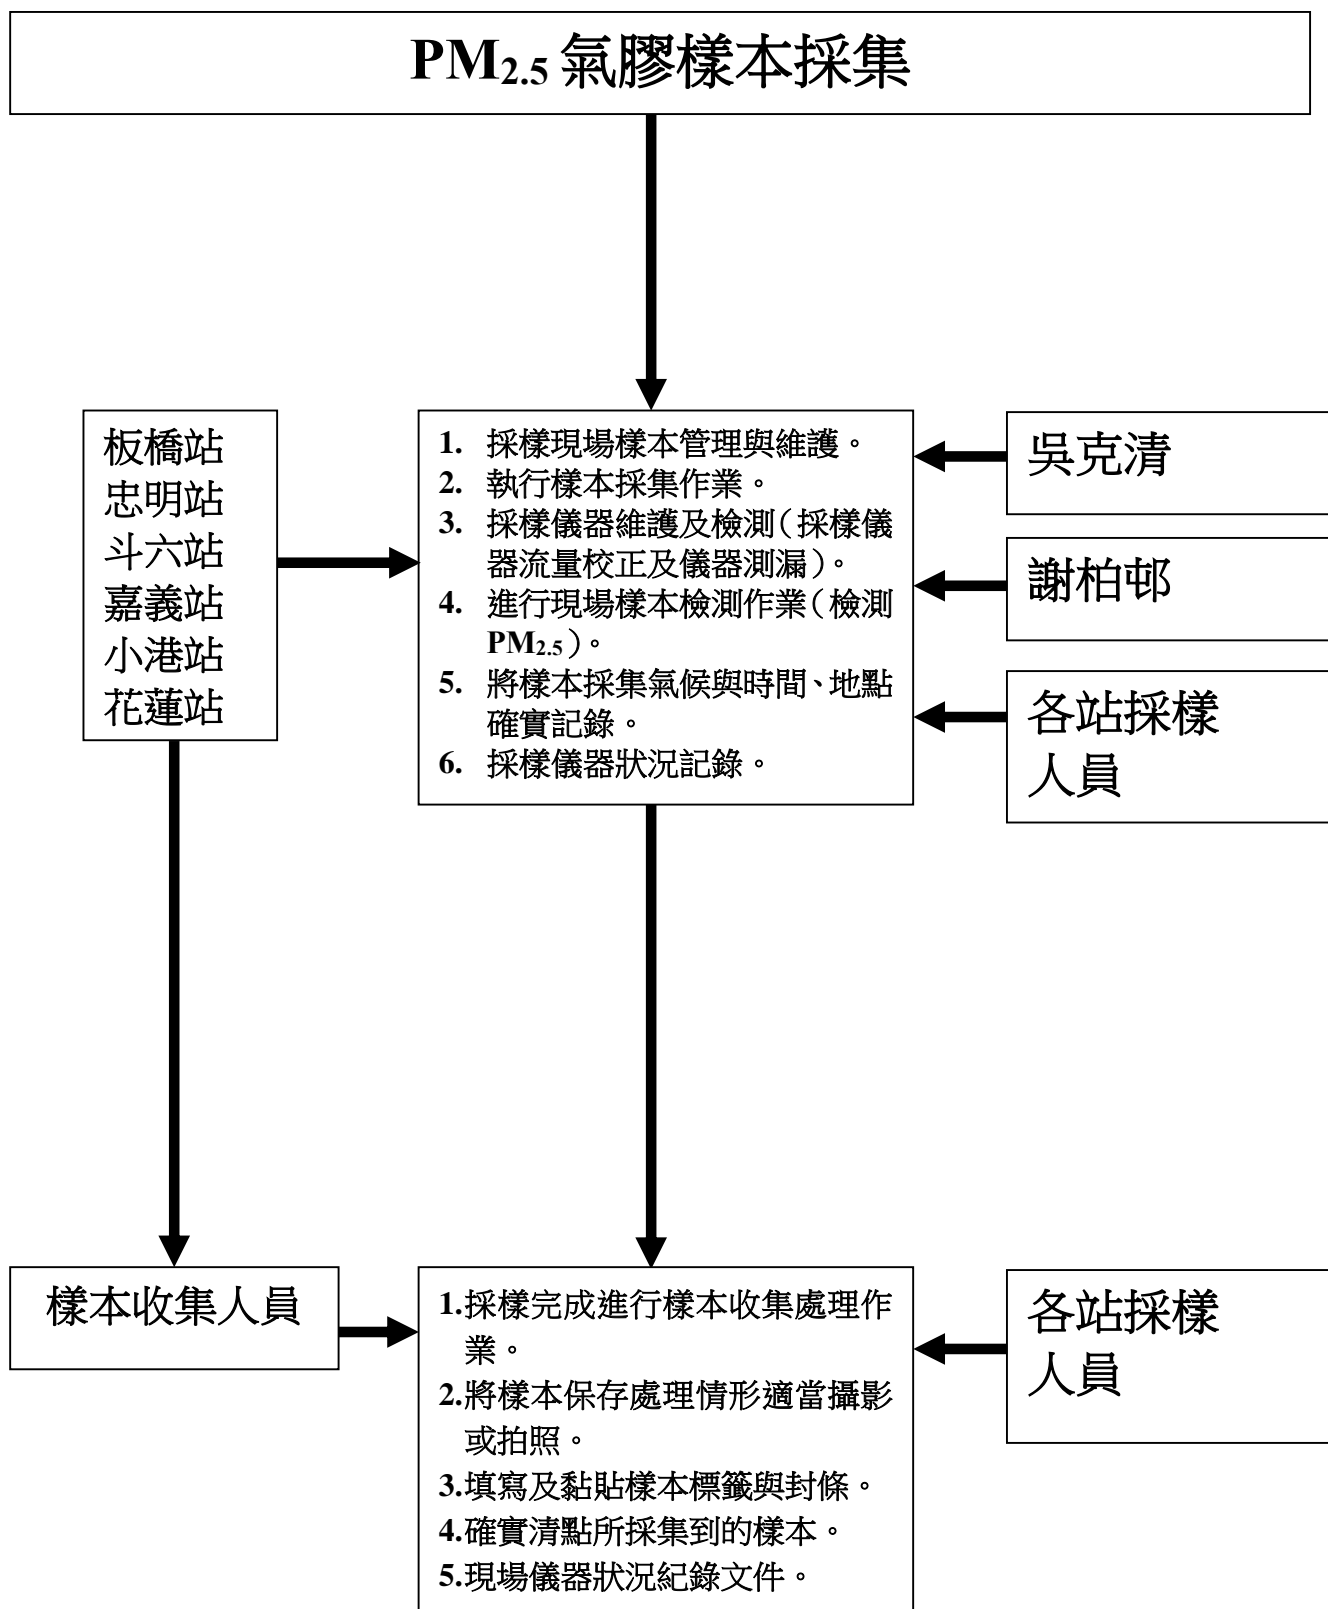 PM2.5 氣膠樣本採集
板橋站
忠明站
斗六站
嘉義站
小港站
花蓮站
1. 採樣現場樣本管理與維護。
2. 執行樣本採集作業。
3. 採樣儀器維護及檢測(採樣儀
器流量校正及儀器測漏)。
4. 進行現場樣本檢測作業(檢測
PM2.5)。
5. 將樣本採集氣候與時間、地點
確實記錄。
6. 採樣儀器狀況記錄。
吳克清
謝柏邨
各站採樣
人員
樣本收集人員
1.採樣完成進行樣本收集處理作
業。
2.將樣本保存處理情形適當攝影
或拍照。
3.填寫及黏貼樣本標籤與封條。
4.確實清點所採集到的樣本。
5.現場儀器狀況紀錄文件。
各站採樣
人員